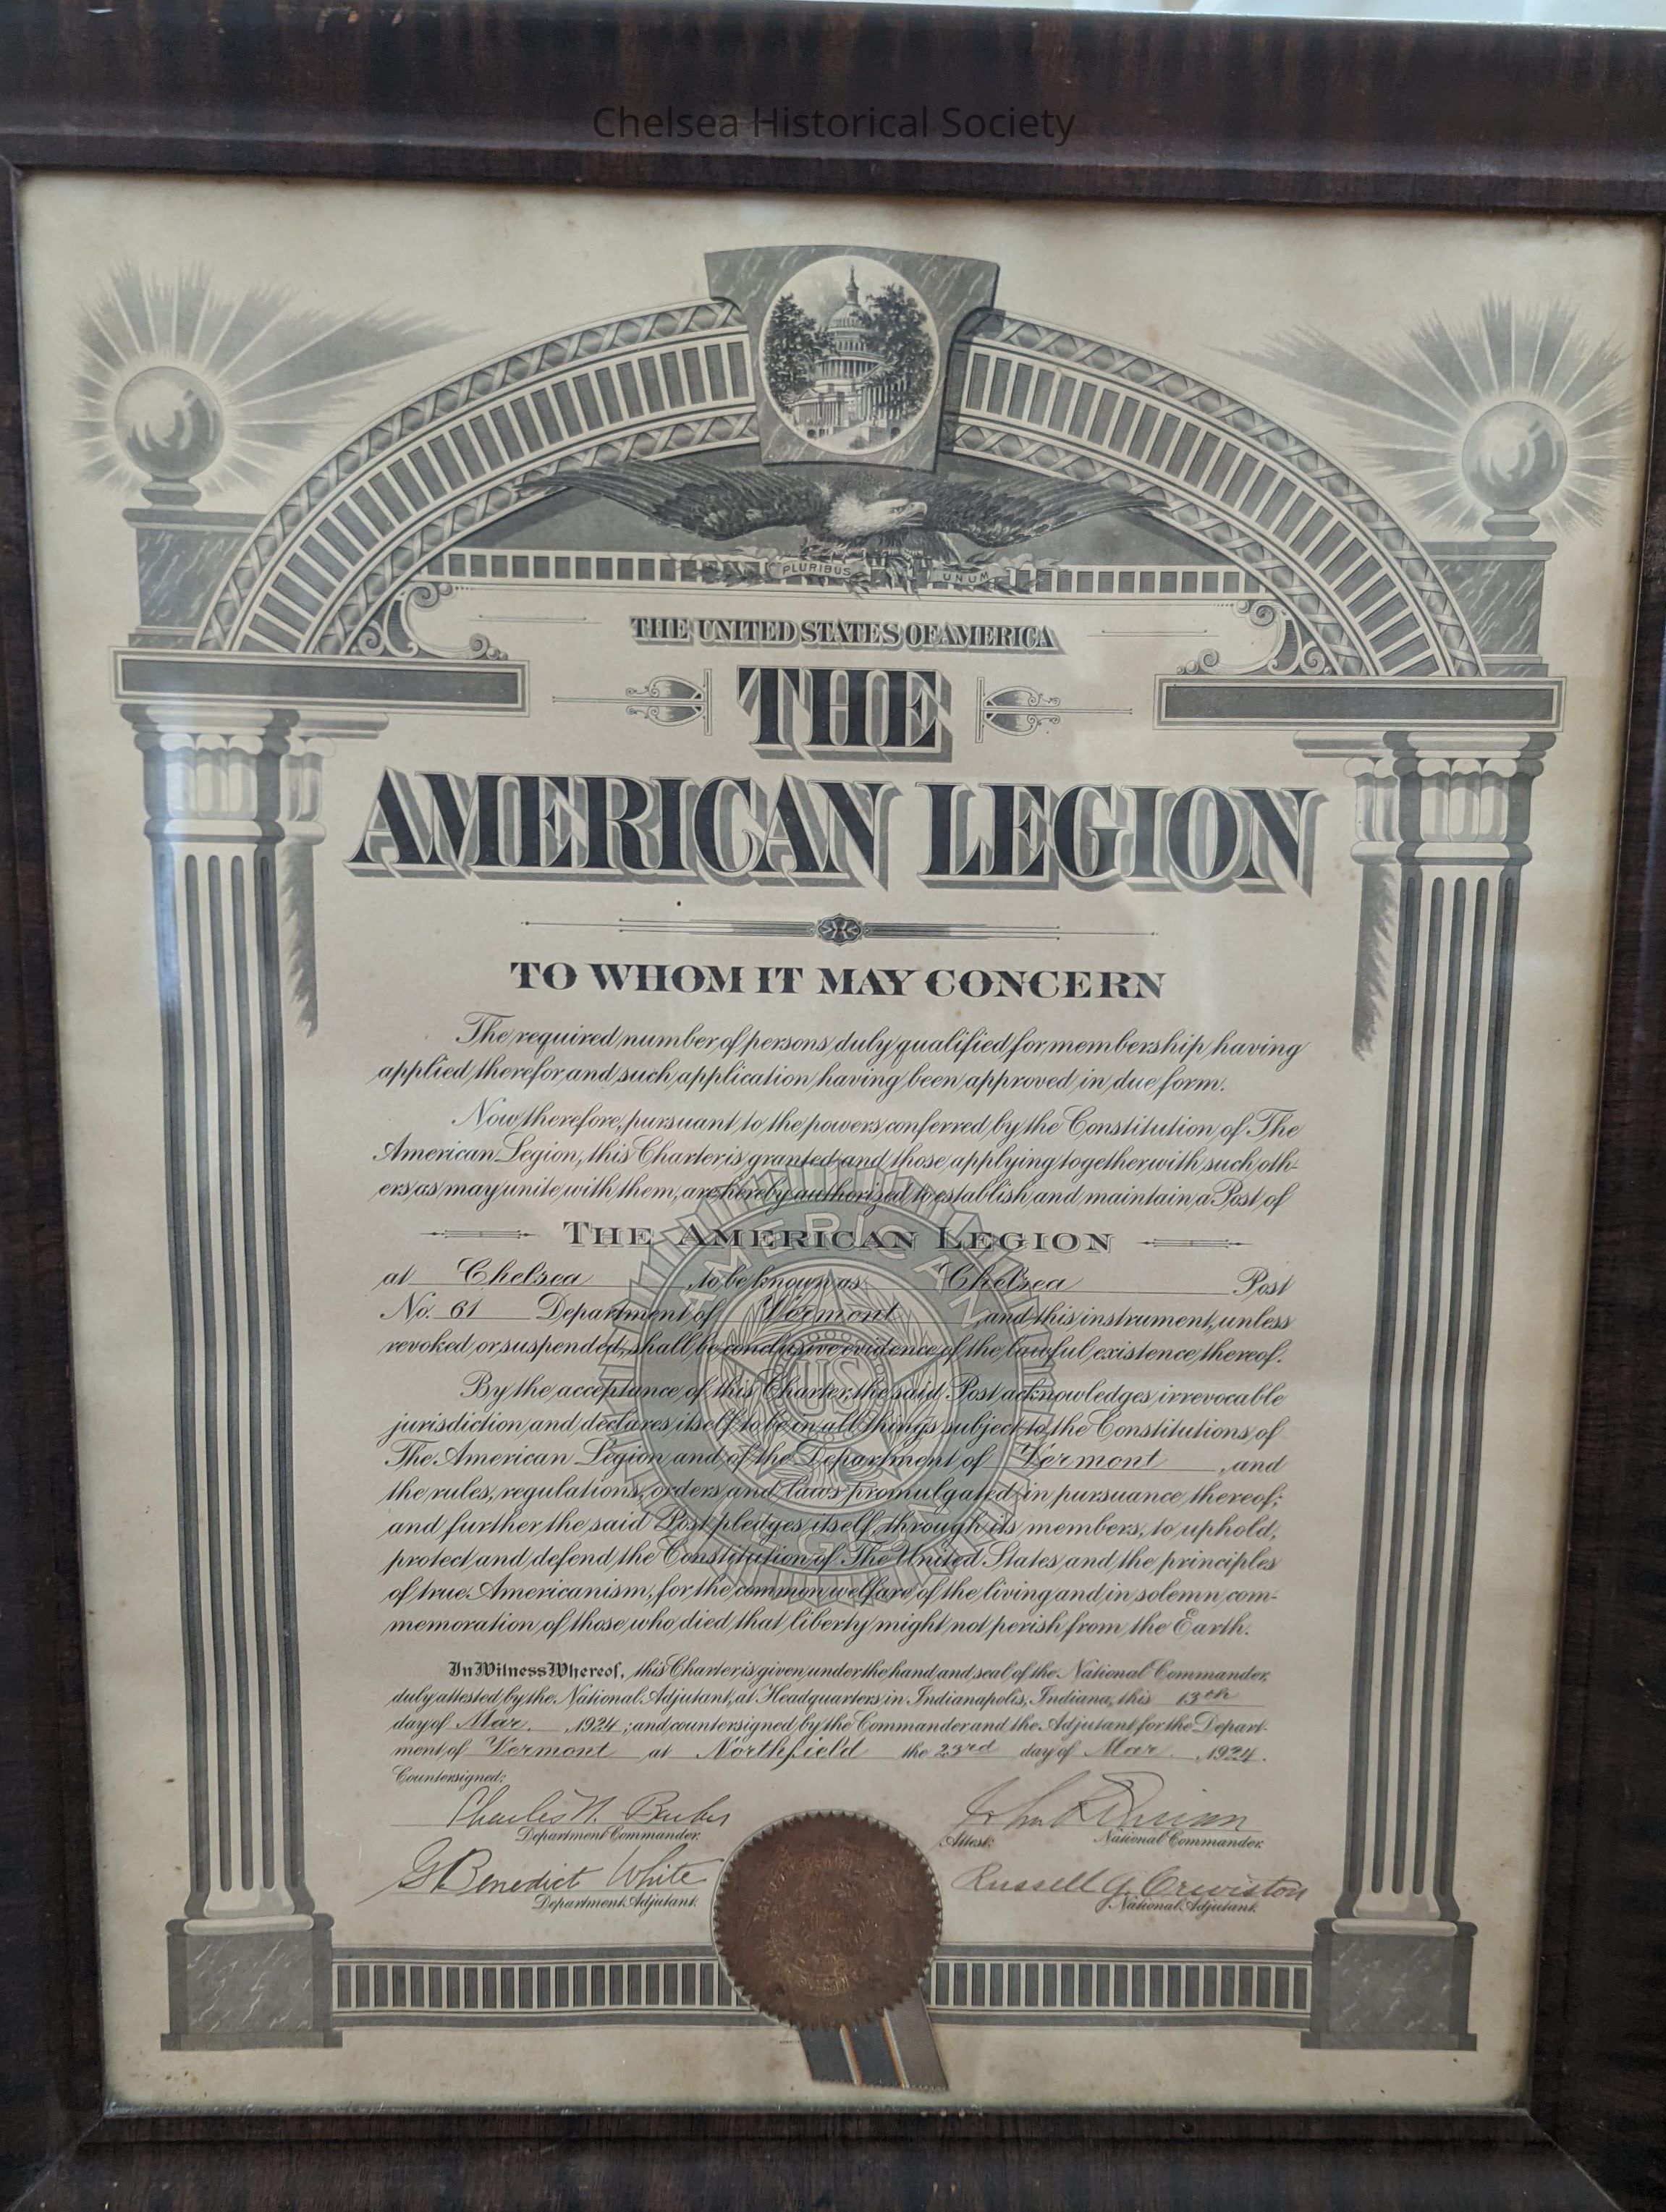 Chelsea Historical Society
PLURIBUS UNUM
THE UNITED STATES OF AMERICA
THE
AMERICAN LEGION
TO WHOM IT MAY CONCERN
The required number of persons duly qualified for membership having
applied therefor and such application having been approved in due form.
Now therefore, pursuant to the powers conferred by the Constitution of The
American Legion, this Charter is granted and those applying together with such oth-
ers as may unite with them, are hereby authorized to establish and maintain a Post of
THE AMERICAN LEGION
at Chelsea, to be known as Chelsea Post
No. 61 Department of Vermont, and this instrument, unless
revoked or suspended, shall be conclusive evidence of the lawful existence thereof.
By the acceptance of this Charter, the said Post acknowledges irrevocable
jurisdiction and declares itself to be in all things subject to the Constitutions of
The American Legion and of the Department of Vermont, and
the rules, regulations, orders and laws promulgated in pursuance thereof;
and further the said Post pledges itself, through its members, to uphold,
protect and defend the Constitution of The United States and the principles
of true Americanism, for the common welfare of the living and in solemn com-
memoration of those who died that liberty might not perish from the Earth.
In Witness Whereof, this Charter is given under the hand and seal of the National Commander,
duly attested by the National Adjutant, at Headquarters in Indianapolis, Indiana, this 13th
day of Mar. 1924; and countersigned by the Commander and the Adjutant for the Depart-
ment of Vermont at Northfield the 23rd day of Mar. 1924.
Countersigned:
Charles N. Barber
Department Commander.
G. Benedict White
Department Adjutant.
John R Quinn
Attest: National Commander.
Russell G. Creviston
National Adjutant.
AMERICAN
US